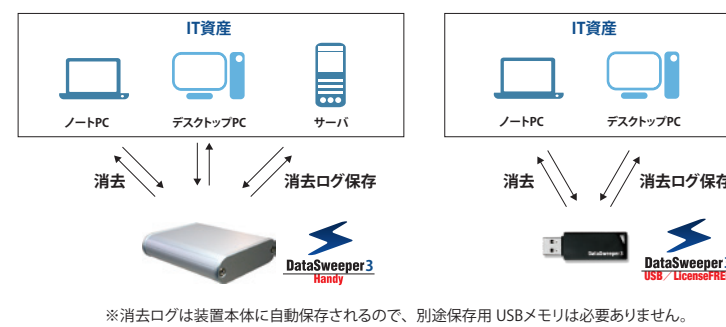 IT資産
ノートPC
デスクトップPC
サーバ
消去
消去ログ保存
DataSweeper3
Handy
IT資産
ノートPC
デスクトップPC
消去
消去ログ保存
DataSweeper3
DataSweeper
USB／LicenseFRE
※消去ログは装置本体に自動保存されるので、別途保存用 USBメモリは必要ありません。